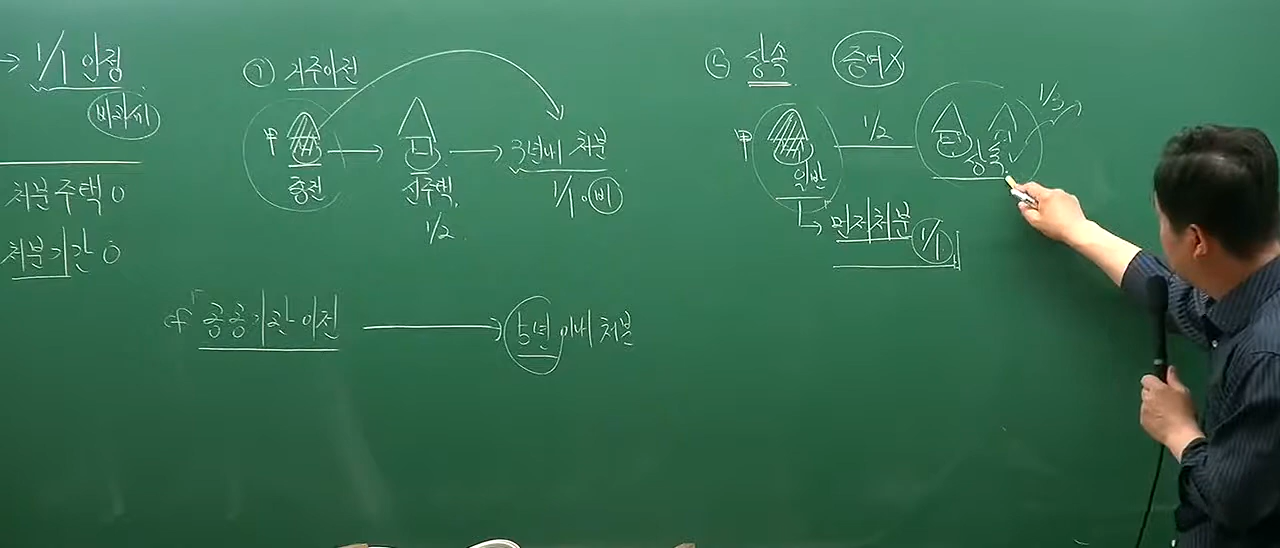 → 1/1 인정
비과세
처분주택 O
처분기간 O
① 거주이전
甲
종전
신주택
1/2
3년내 처분
1/1 (비)
cf 「공공기관 이전 → 5년 이내 처분
상속
증여X
甲
일반
1/2
상속
1/3
먼저처분 1/1